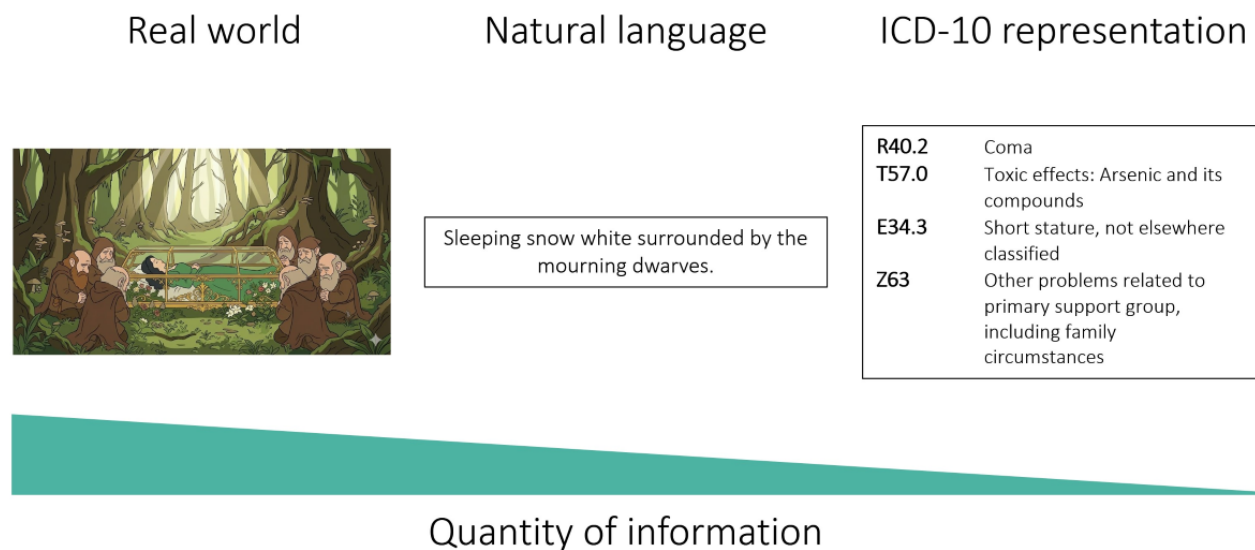 Real world
Natural language
ICD-10 representation
Sleeping snow white surrounded by the
mourning dwarves.
R40.2 Coma
T57.0 Toxic effects: Arsenic and its
compounds
E34.3 Short stature, not elsewhere
classified
Z63 Other problems related to
primary support group,
including family
circumstances
Quantity of information